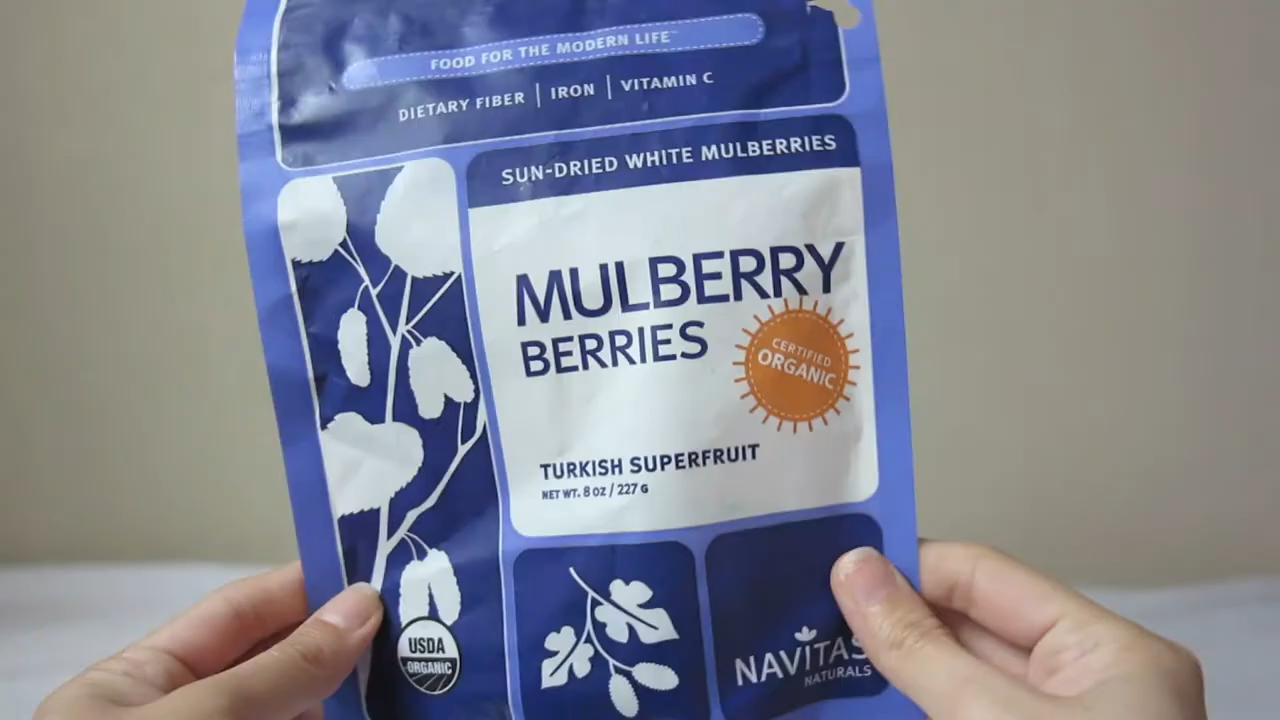 FOOD FOR THE MODERN LIFE™
DIETARY FIBER | IRON | VITAMIN C
SUN-DRIED WHITE MULBERRIES
MULBERRY
BERRIES
CERTIFIED
ORGANIC
TURKISH SUPERFRUIT
NET WT. 8 oz / 227 G
USDA
ORGANIC
NAVITAS
NATURALS